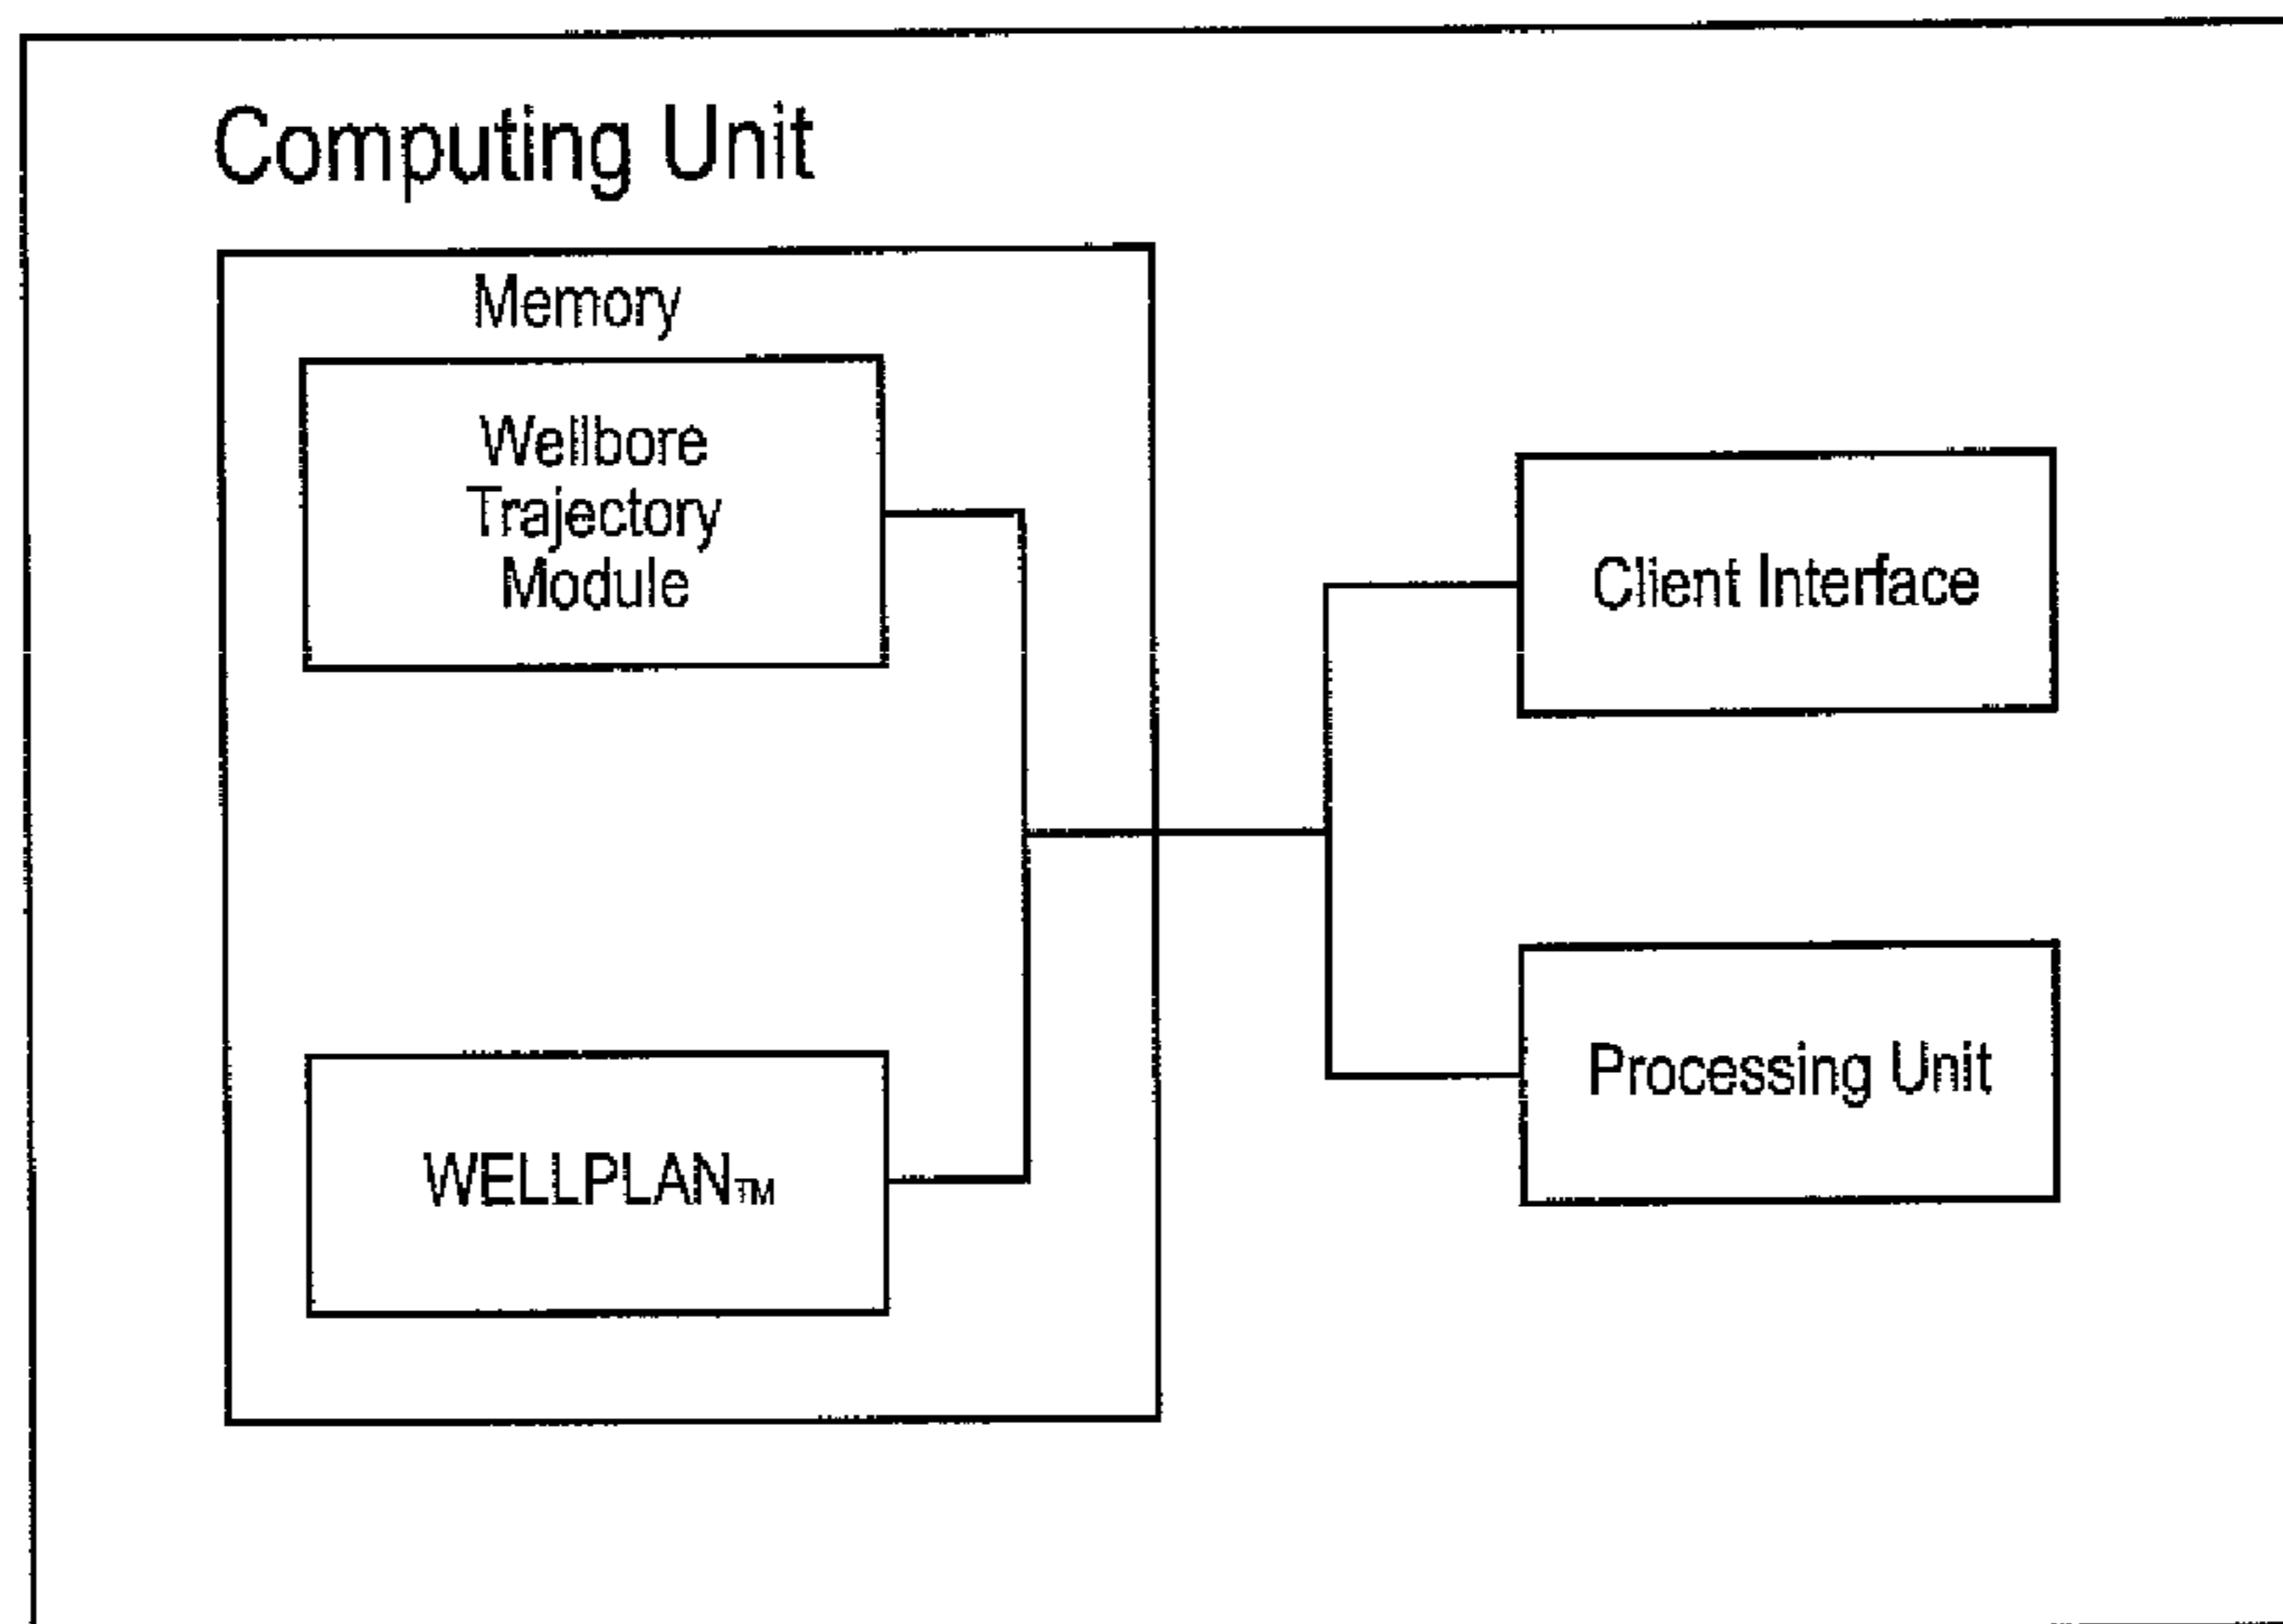 Computing Unit
Memory
Wellbore
Trajectory
Module
WELLPLAN™
Client Interface
Processing Unit